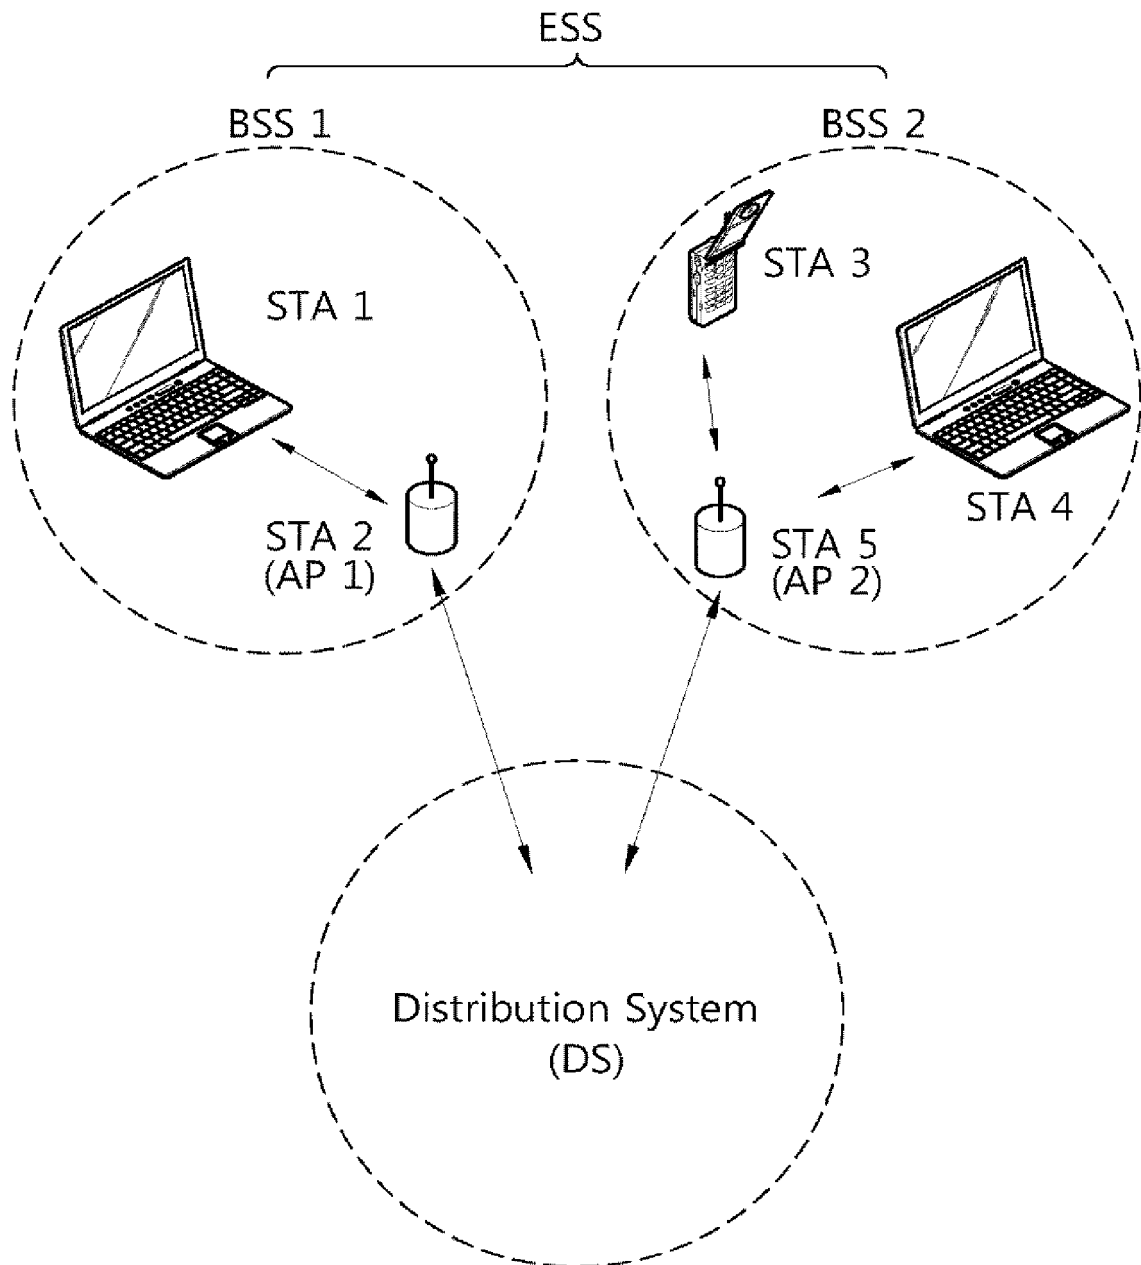 ESS
BSS 1
BSS 2
STA 3
STA 1
STA 4
STA 2
(AP 1)
STA 5
(AP 2)
Distribution System
(DS)